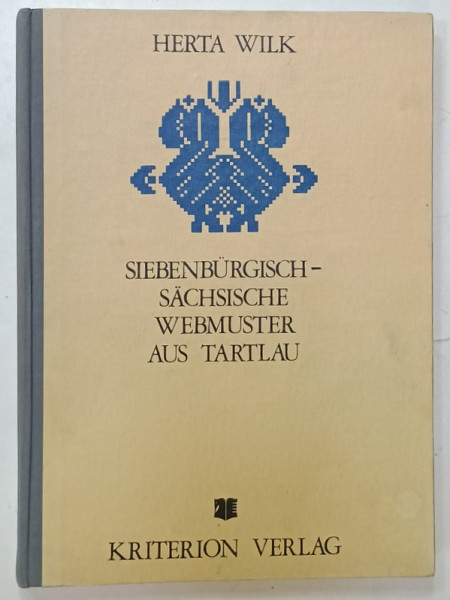 HERTA WILK
SIEBENBÜRGISCH–
SÄCHSISCHE
WEBMUSTER
AUS TARTLAU
KRITERION VERLAG